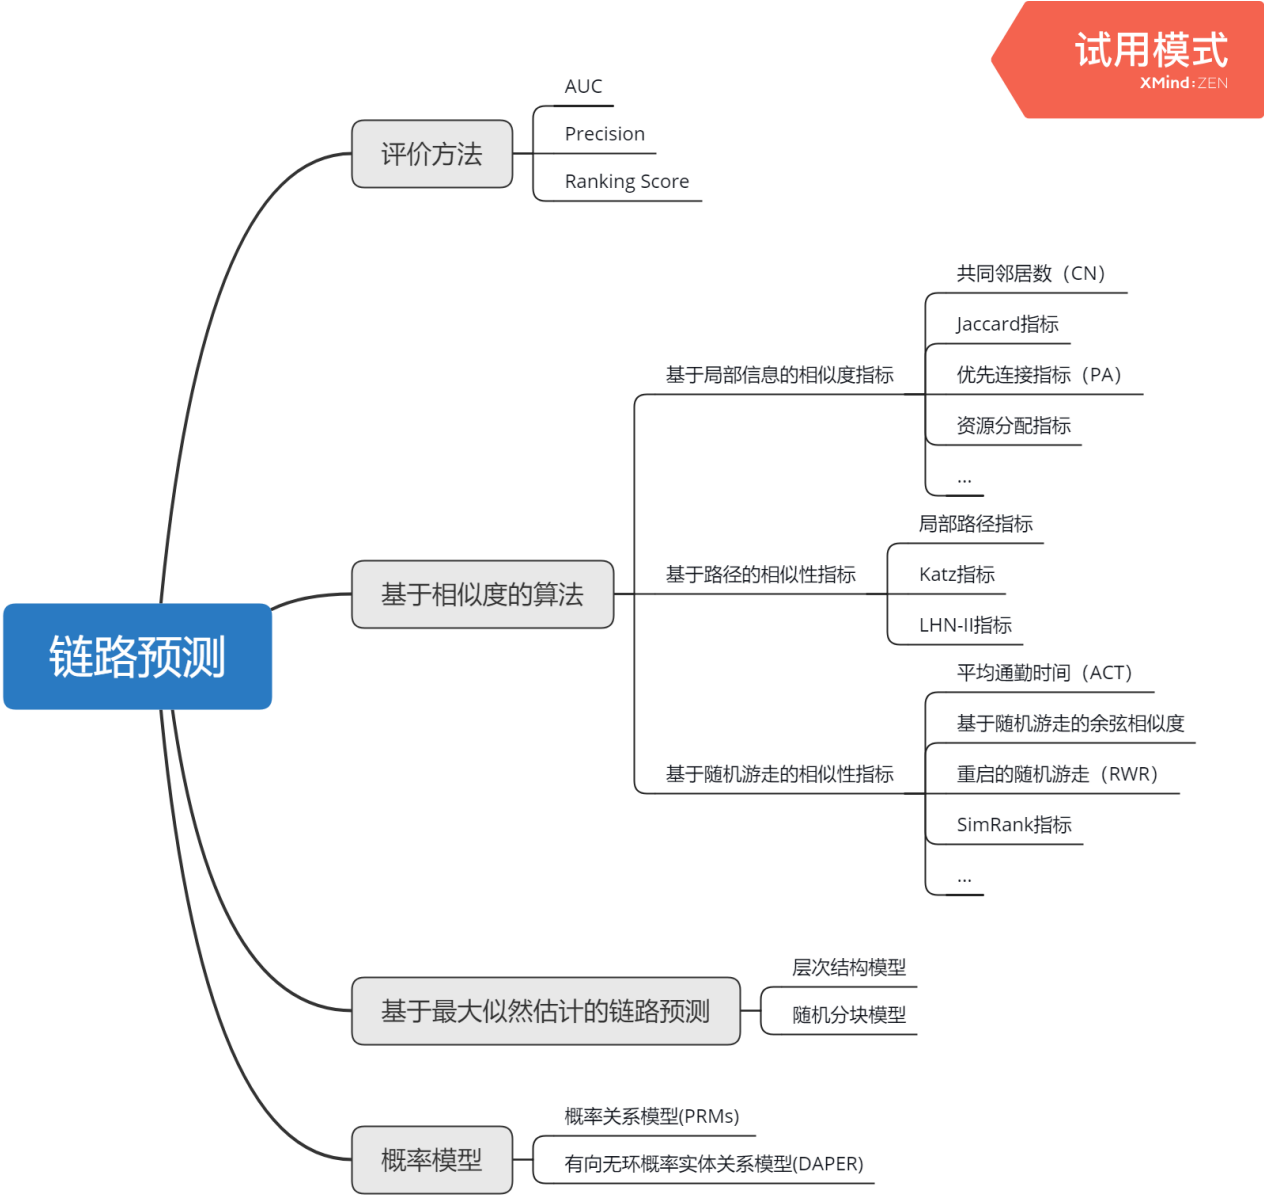 试用模式
XMind:ZEN
链路预测
评价方法
AUC
Precision
Ranking Score
基于相似度的算法
基于局部信息的相似度指标
共同邻居数（CN）
Jaccard指标
优先连接指标（PA）
资源分配指标
...
基于路径的相似性指标
局部路径指标
Katz指标
LHN-II指标
基于随机游走的相似性指标
平均通勤时间（ACT）
基于随机游走的余弦相似度
重启的随机游走（RWR）
SimRank指标
...
基于最大似然估计的链路预测
层次结构模型
随机分块模型
概率模型
概率关系模型(PRMs)
有向无环概率实体关系模型(DAPER)